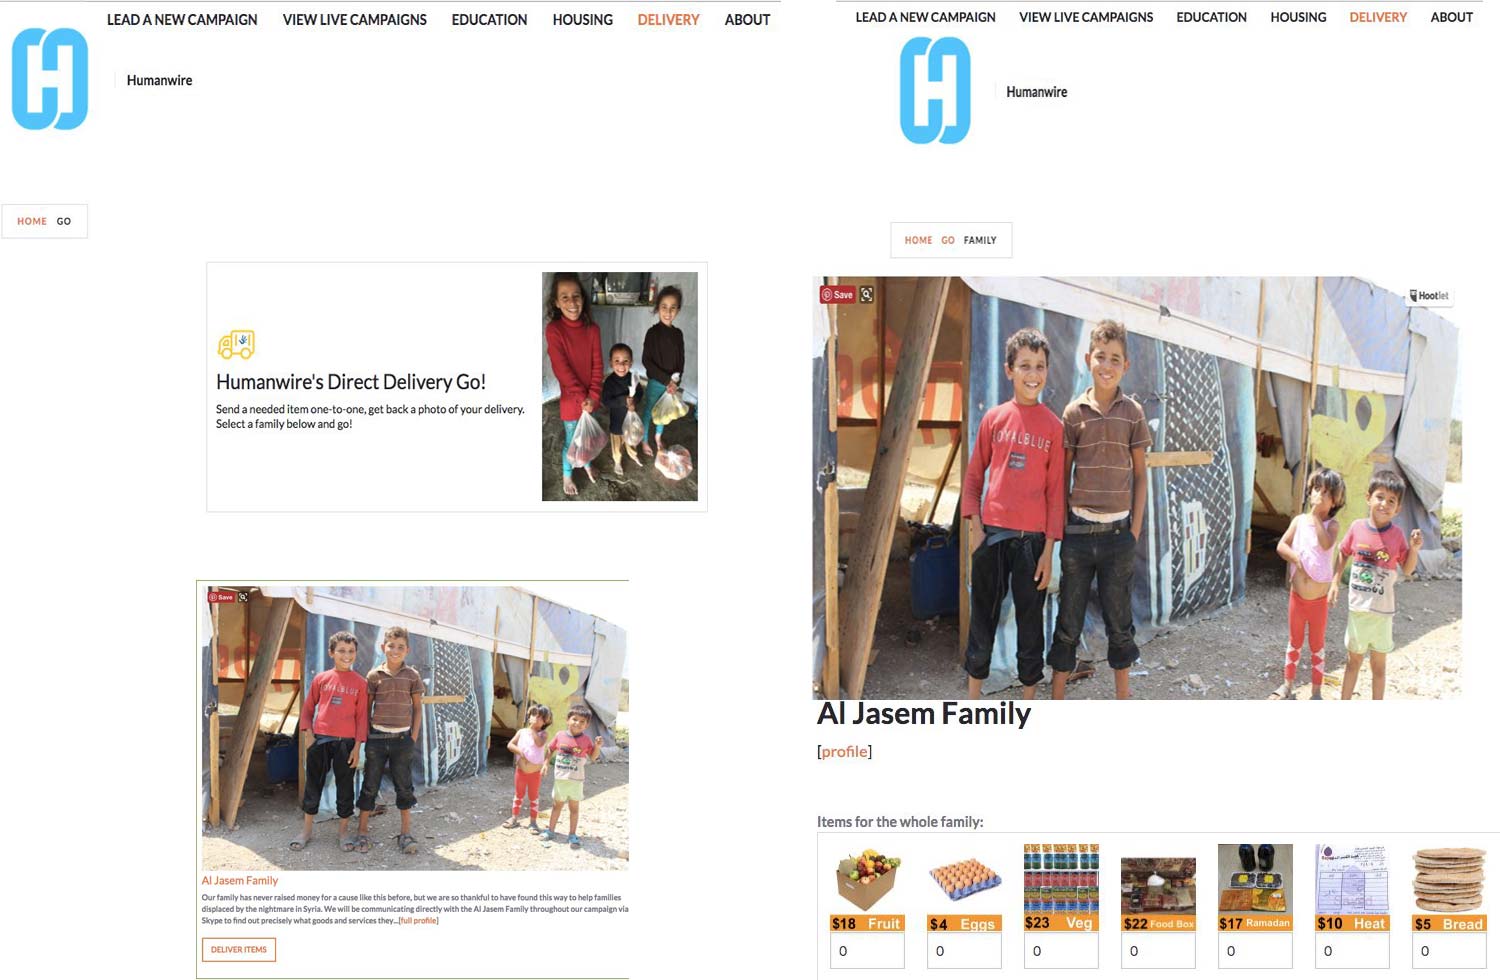 LEAD A NEW CAMPAIGN VIEW LIVE CAMPAIGNS EDUCATION HOUSING DELIVERY ABOUT
Humanwire
HOME GO
Humanwire's Direct Delivery Go!
Send a needed item one-to-one, get back a photo of your delivery.
Select a family below and go!
Save
ROYALBLUE
Al Jasem Family
Our family has never raised money for a cause like this before, but we are so thankful to have found this way to help families
displaced by the nightmare in Syria. We will be communicating directly with the Al Jasem Family throughout our campaign via
Skype to find out precisely what goods and services they...[full profile]
DELIVER ITEMS
LEAD A NEW CAMPAIGN VIEW LIVE CAMPAIGNS EDUCATION HOUSING DELIVERY ABOUT
Humanwire
HOME GO FAMILY
Save
Hootlet
ROYALBLUE
Al Jasem Family
[profile]
Items for the whole family:
$18 Fruit $4 Eggs $23 Veg $22 Food Box $17 Ramadan $10 Heat $5 Bread
0 0 0 0 0 0 0